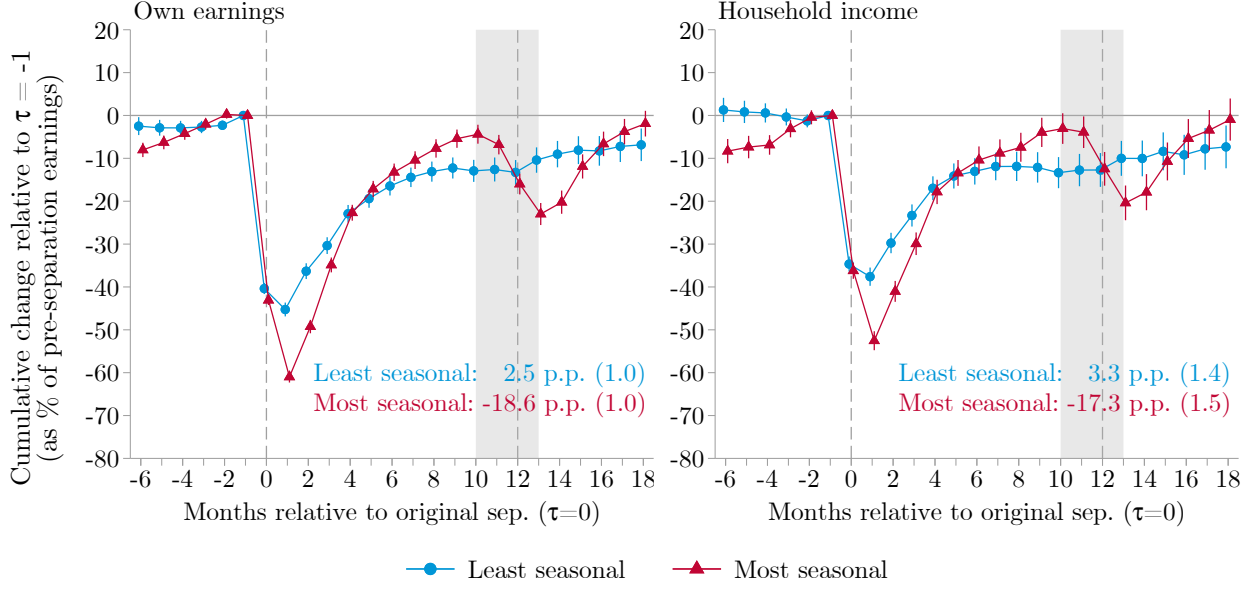 Own earnings
Household income
Cumulative change relative to τ = -1
(as % of pre-separation earnings)
20
10
0
-10
-20
-30
-40
-50
-60
-70
-80
Least seasonal: 2.5 p.p. (1.0)
Most seasonal: -18.6 p.p. (1.0)
-6 -4 -2 0 2 4 6 8 10 12 14 16 18
Months relative to original sep. (τ=0)
20
10
0
-10
-20
-30
-40
-50
-60
-70
-80
Least seasonal: 3.3 p.p. (1.4)
Most seasonal: -17.3 p.p. (1.5)
-6 -4 -2 0 2 4 6 8 10 12 14 16 18
Months relative to original sep. (τ=0)
Least seasonal Most seasonal